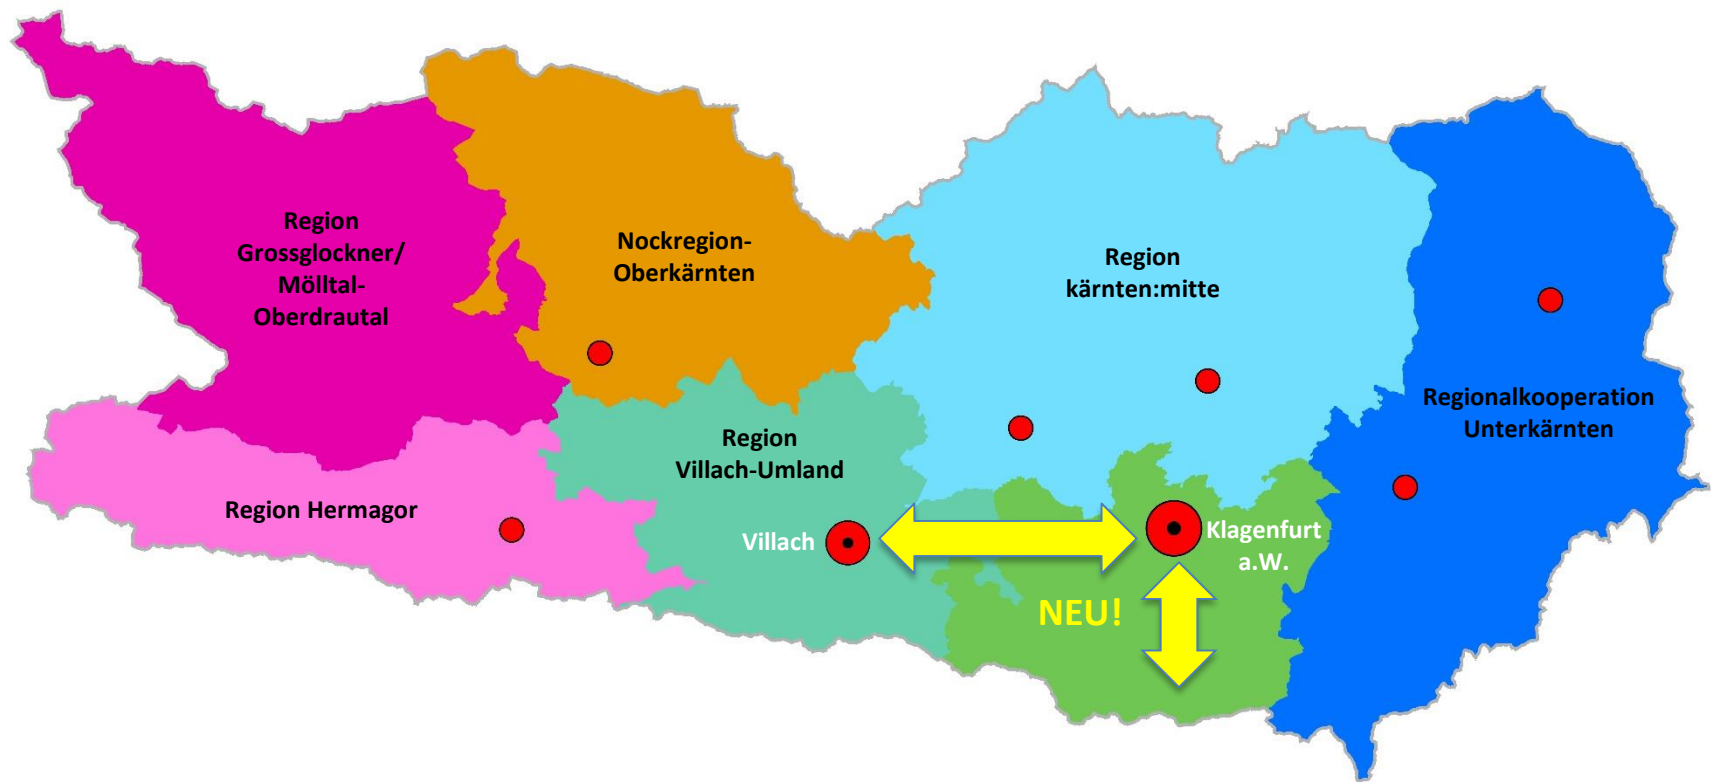 Region
Grossglockner/
Mölltal-
Oberdrautal
Nockregion-
Oberkärnten
Region
kärnten:mitte
Regionalkooperation
Unterkärnten
Region
Villach-Umland
Region Hermagor
Villach
Klagenfurt
a.W.
NEU!